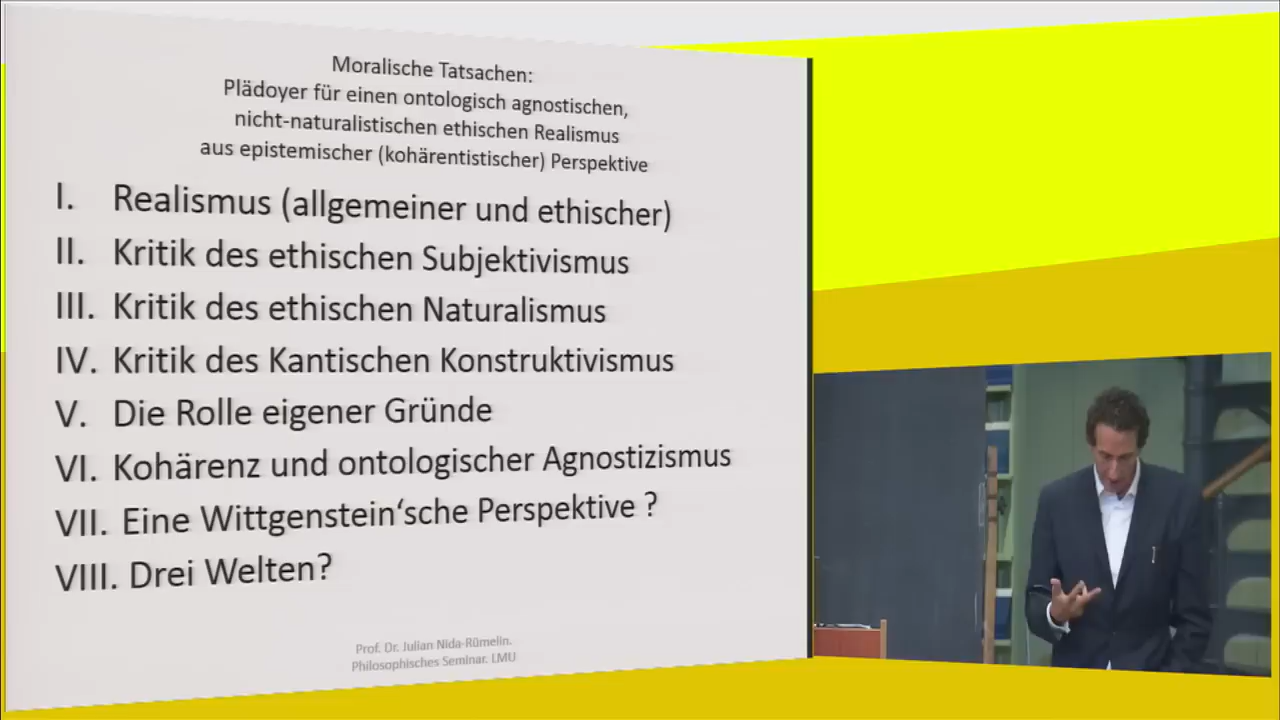 Moralische Tatsachen:
Plädoyer für einen ontologisch agnostischen,
nicht-naturalistischen ethischen Realismus
aus epistemischer (kohärentistischer) Perspektive
I. Realismus (allgemeiner und ethischer)
II. Kritik des ethischen Subjektivismus
III. Kritik des ethischen Naturalismus
IV. Kritik des Kantischen Konstruktivismus
V. Die Rolle eigener Gründe
VI. Kohärenz und ontologischer Agnostizismus
VII. Eine Wittgenstein‘sche Perspektive ?
VIII. Drei Welten?
Prof. Dr. Julian Nida-Rümelin.
Philosophisches Seminar. LMU